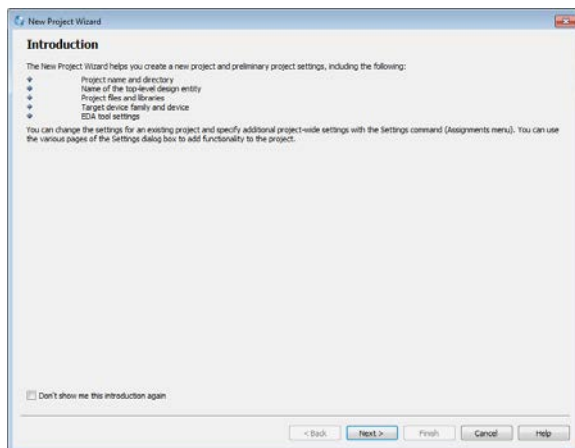 New Project Wizard
Introduction
The New Project Wizard helps you create a new project and preliminary project settings, including the following:
Project name and directory
Name of the top-level design entity
Project files and libraries
Target device family and device
EDA tool settings
You can change the settings for an existing project and specify additional project-wide settings with the Settings command (Assignments menu). You can use
the various pages of the Settings dialog box to add functionality to the project.
Don't show me this introduction again
< Back Next > Finish Cancel Help